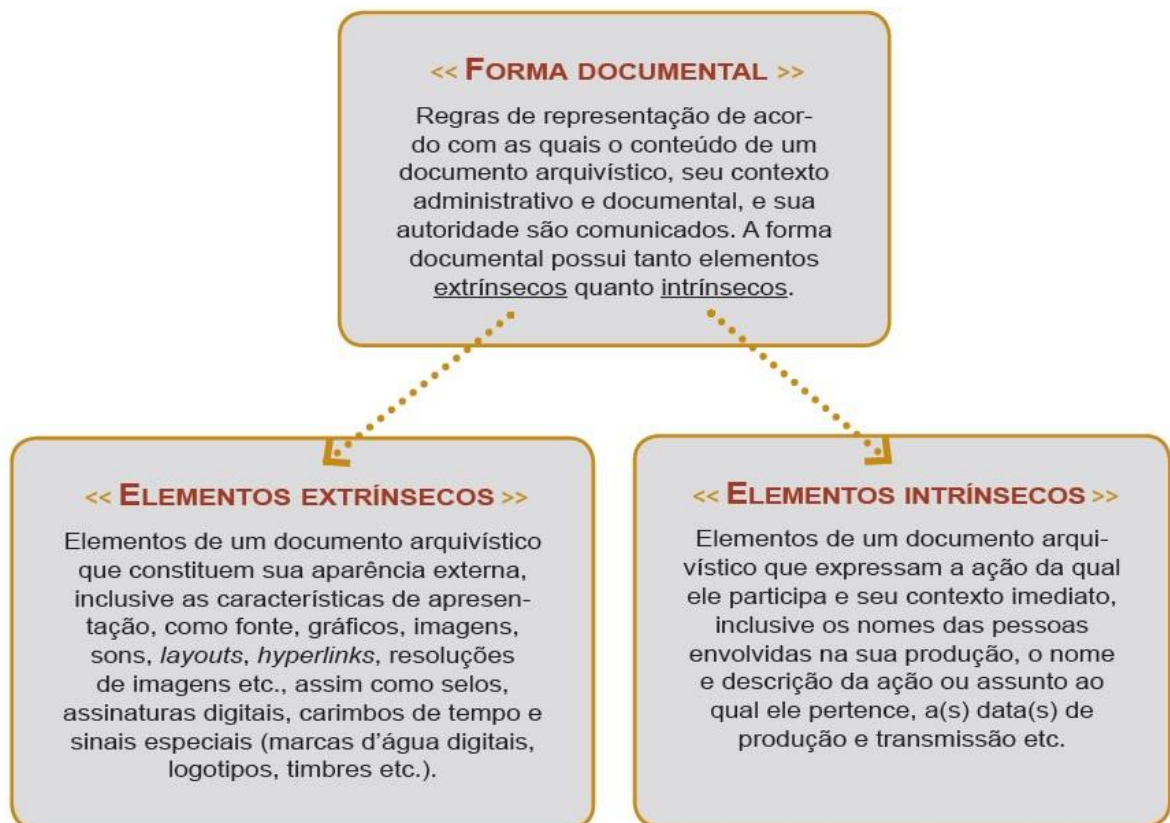 << FORMA DOCUMENTAL >>
Regras de representação de acor-
do com as quais o conteúdo de um
documento arquivístico, seu contexto
administrativo e documental, e sua
autoridade são comunicados. A forma
documental possui tanto elementos
extrínsecos quanto intrínsecos.
<< ELEMENTOS EXTRÍNSECOS >>
Elementos de um documento arquivístico
que constituem sua aparência externa,
inclusive as características de apresen-
tação, como fonte, gráficos, imagens,
sons, layouts, hyperlinks, resoluções
de imagens etc., assim como selos,
assinaturas digitais, carimbos de tempo e
sinais especiais (marcas d’água digitais,
logotipos, timbres etc.).
<< ELEMENTOS INTRÍNSECOS >>
Elementos de um documento arqui-
vístico que expressam a ação da qual
ele participa e seu contexto imediato,
inclusive os nomes das pessoas
envolvidas na sua produção, o nome
e descrição da ação ou assunto ao
qual ele pertence, a(s) data(s) de
produção e transmissão etc.